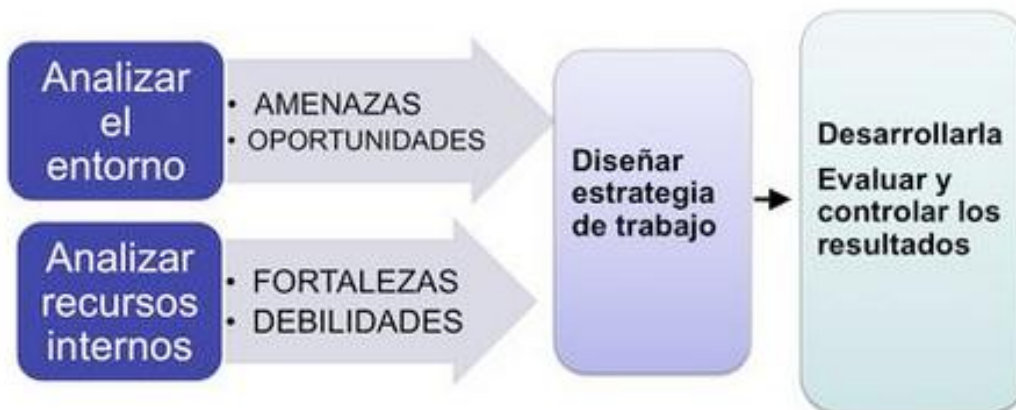 Analizar
el
entorno
• AMENAZAS
• OPORTUNIDADES
Analizar
recursos
internos
• FORTALEZAS
• DEBILIDADES
Diseñar
estrategia
de trabajo
Desarrollarla
Evaluar y
controlar los
resultados